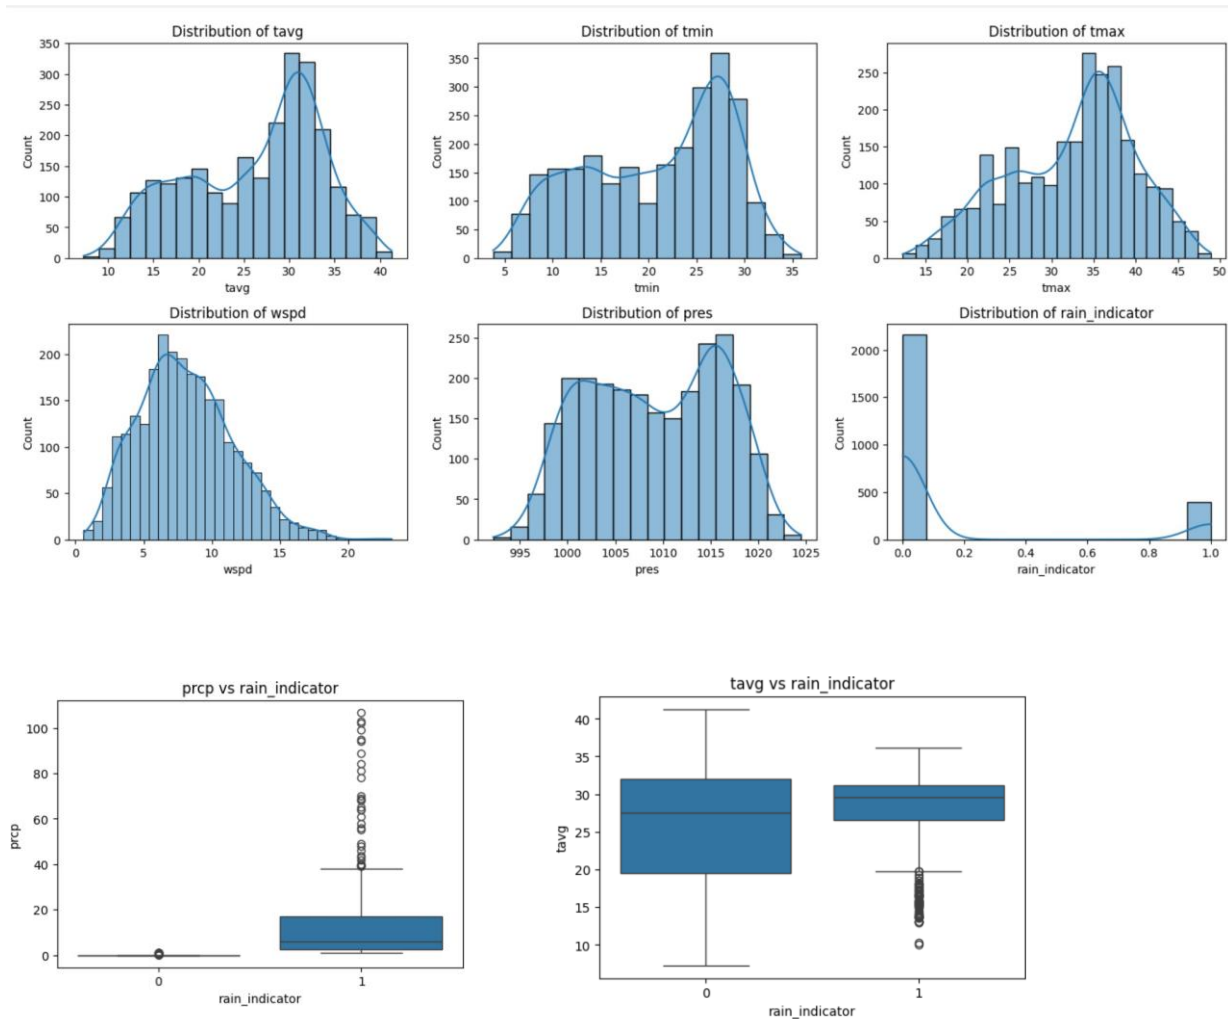 Distribution of tavg
350
300
250
200
150
100
50
0
Count
10 15 20 25 30 35 40
tavg
Distribution of tmin
350
300
250
200
150
100
50
0
Count
5 10 15 20 25 30 35
tmin
Distribution of tmax
250
200
150
100
50
0
Count
15 20 25 30 35 40 45 50
tmax
Distribution of wspd
200
150
100
50
0
Count
0 5 10 15 20
wspd
Distribution of pres
250
200
150
100
50
0
Count
995 1000 1005 1010 1015 1020 1025
pres
Distribution of rain_indicator
2000
1500
1000
500
0
Count
0.0 0.2 0.4 0.6 0.8 1.0
rain_indicator
prcp vs rain_indicator
100
80
60
40
20
0
prcp
0 1
rain_indicator
tavg vs rain_indicator
40
35
30
25
20
15
10
tavg
0 1
rain_indicator